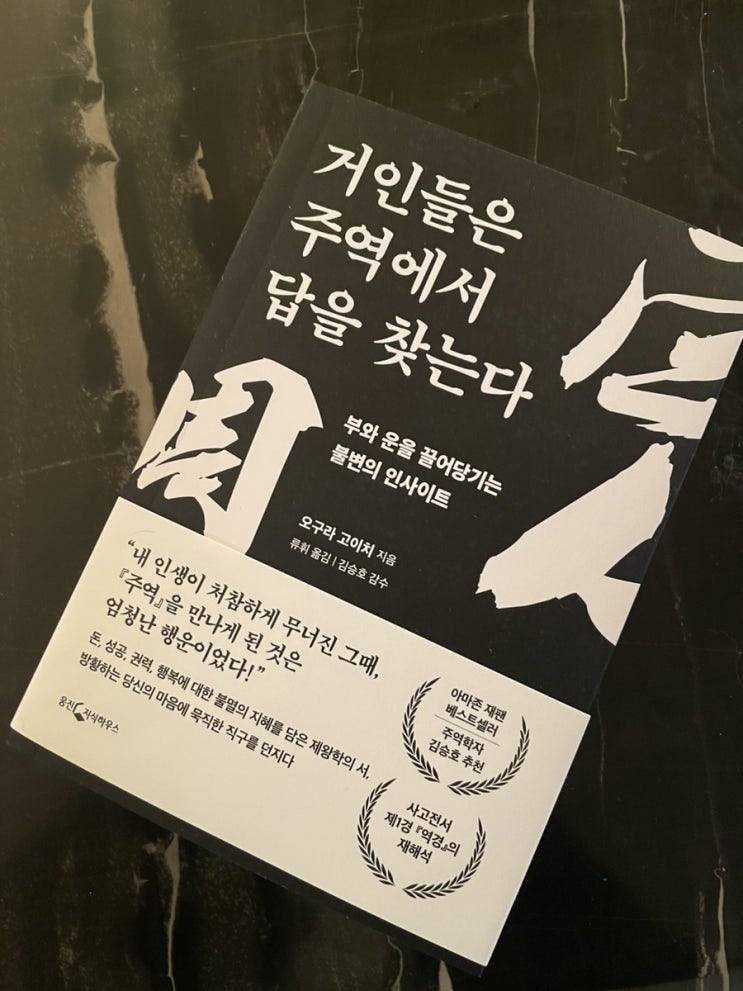 거인들은
주역에서
답을 찾는다
부와 운을 끌어당기는
불변의 인사이트
오구라 고이치 지음
류휘 옮김 | 김승호 감수
周
“내 인생이 처참하게 무너진 그때,
『주역』을 만나게 된 것은
엄청난 행운이었다!”
돈, 성공, 권력, 행복에 대한 불멸의 지혜를 담은 제왕학의 서,
방황하는 당신의 마음에 묵직한 직구를 던지다
웅진 지식하우스
아마존 재팬
베스트셀러
주역학자
김승호 추천
사고전서
제1경 『역경』의
재해석